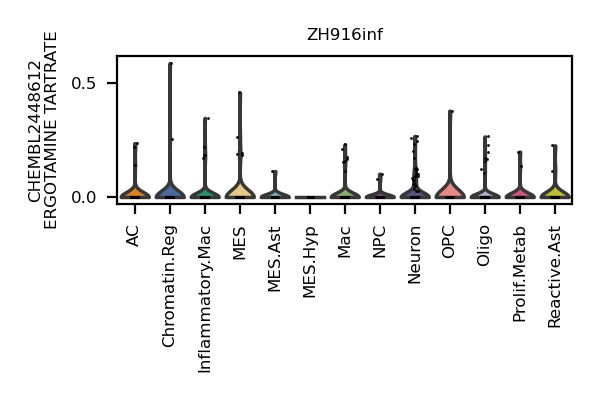 ZH916inf
CHEMBL2448612
ERGOTAMINE TARTRATE
0.5
0.0
AC
Chromatin.Reg
Inflammatory.Mac
MES
MES.Ast
MES.Hyp
Mac
NPC
Neuron
OPC
Oligo
Prolif.Metab
Reactive.Ast